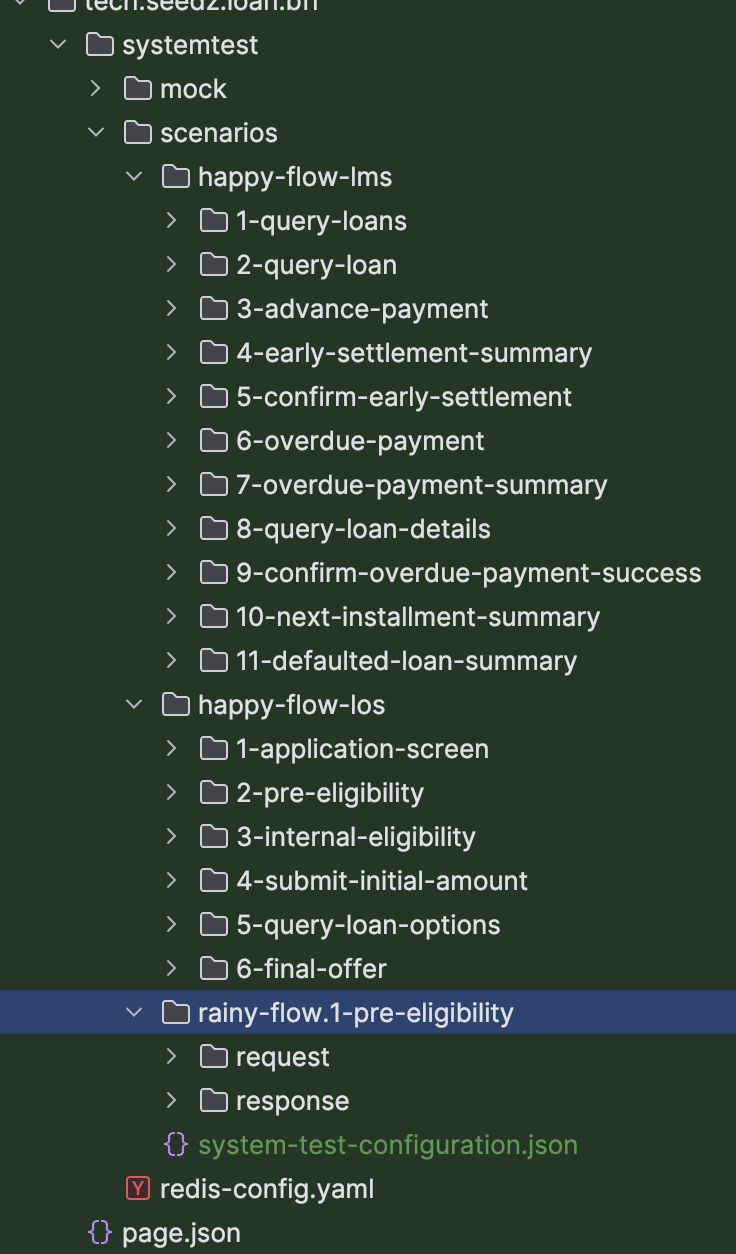 tech.seedz.loan.bff
systemtest
mock
scenarios
happy-flow-lms
1-query-loans
2-query-loan
3-advance-payment
4-early-settlement-summary
5-confirm-early-settlement
6-overdue-payment
7-overdue-payment-summary
8-query-loan-details
9-confirm-overdue-payment-success
10-next-installment-summary
11-defaulted-loan-summary
happy-flow-los
1-application-screen
2-pre-eligibility
3-internal-eligibility
4-submit-initial-amount
5-query-loan-options
6-final-offer
rainy-flow.1-pre-eligibility
request
response
{} system-test-configuration.json
Y redis-config.yaml
{} page.json